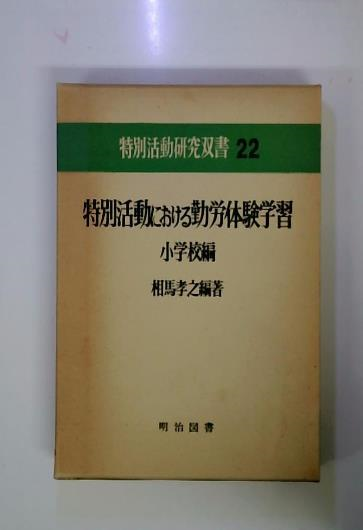 特別活動研究双書 22
特別活動における勤労体験学習
小学校編
相馬孝之編著
明治図書